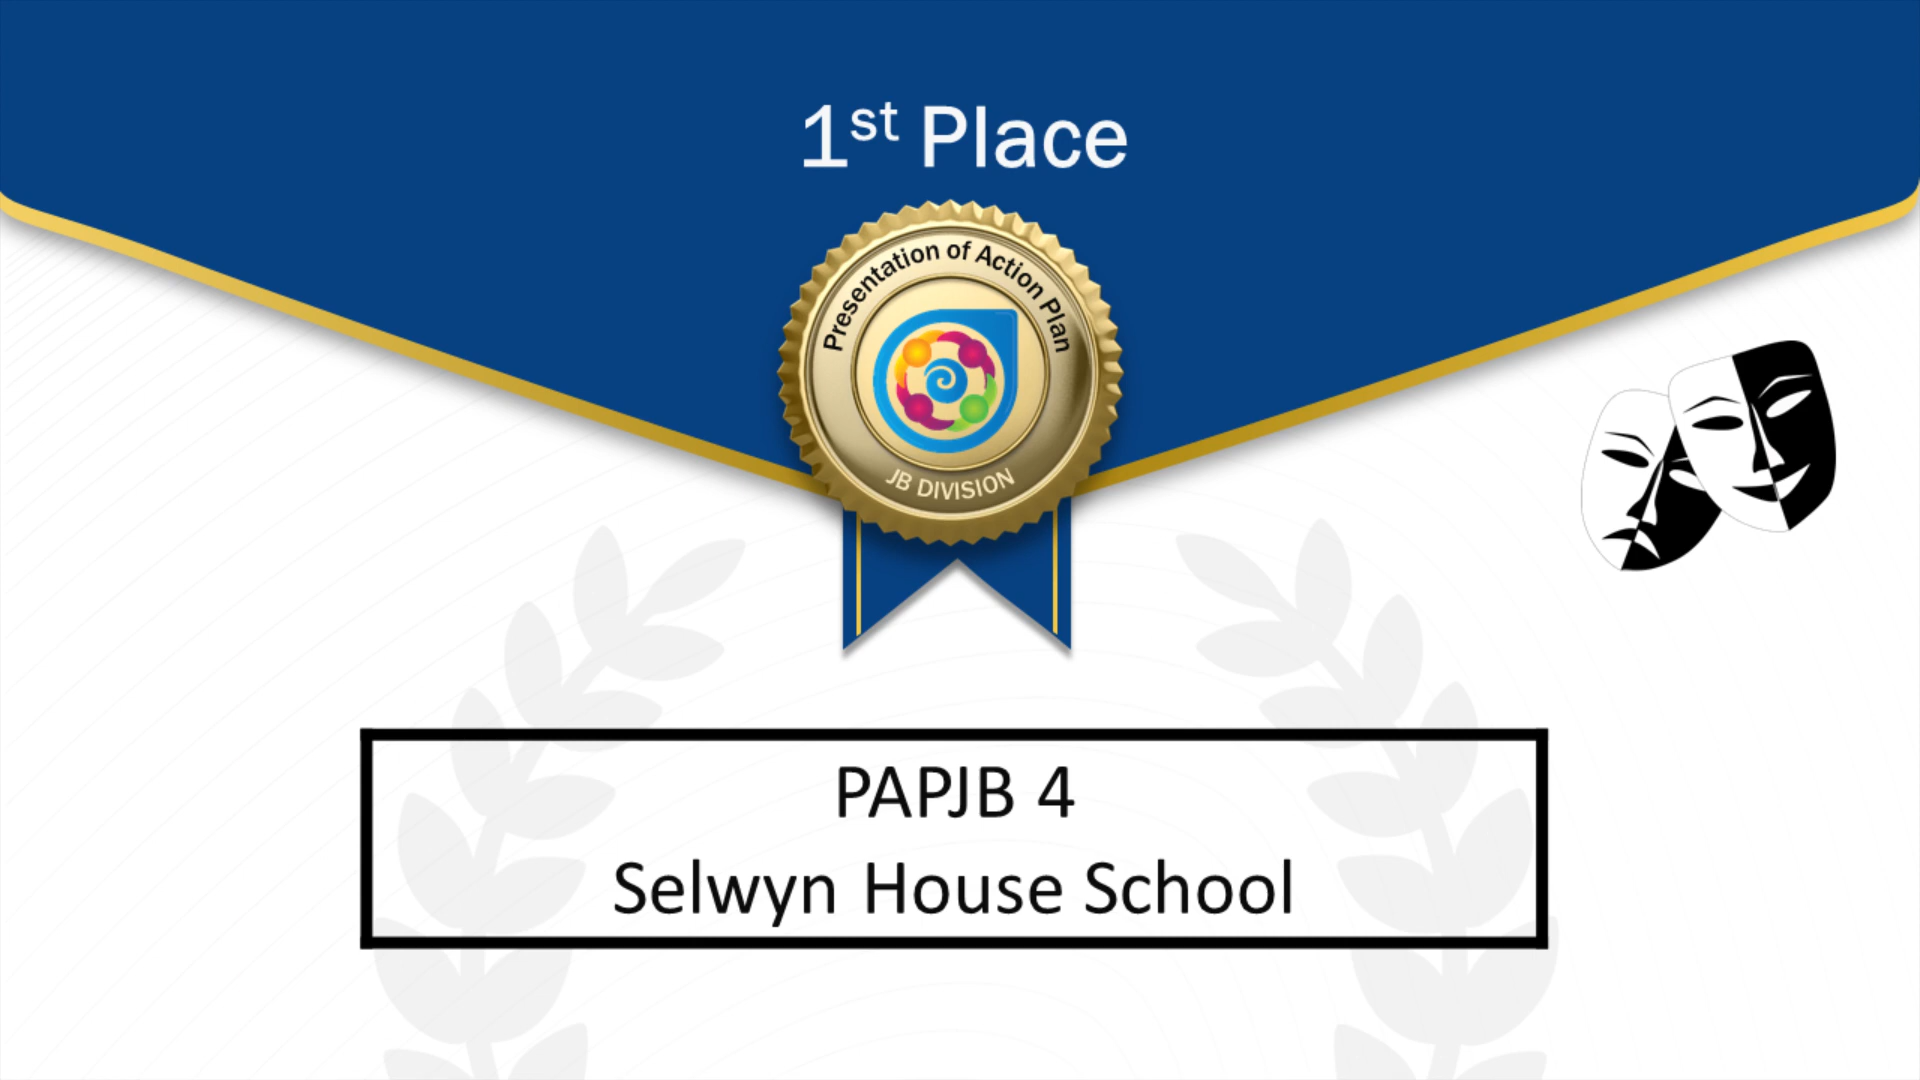 1st Place
Presentation of Action Plan
JB DIVISION
PAPJB 4
Selwyn House School